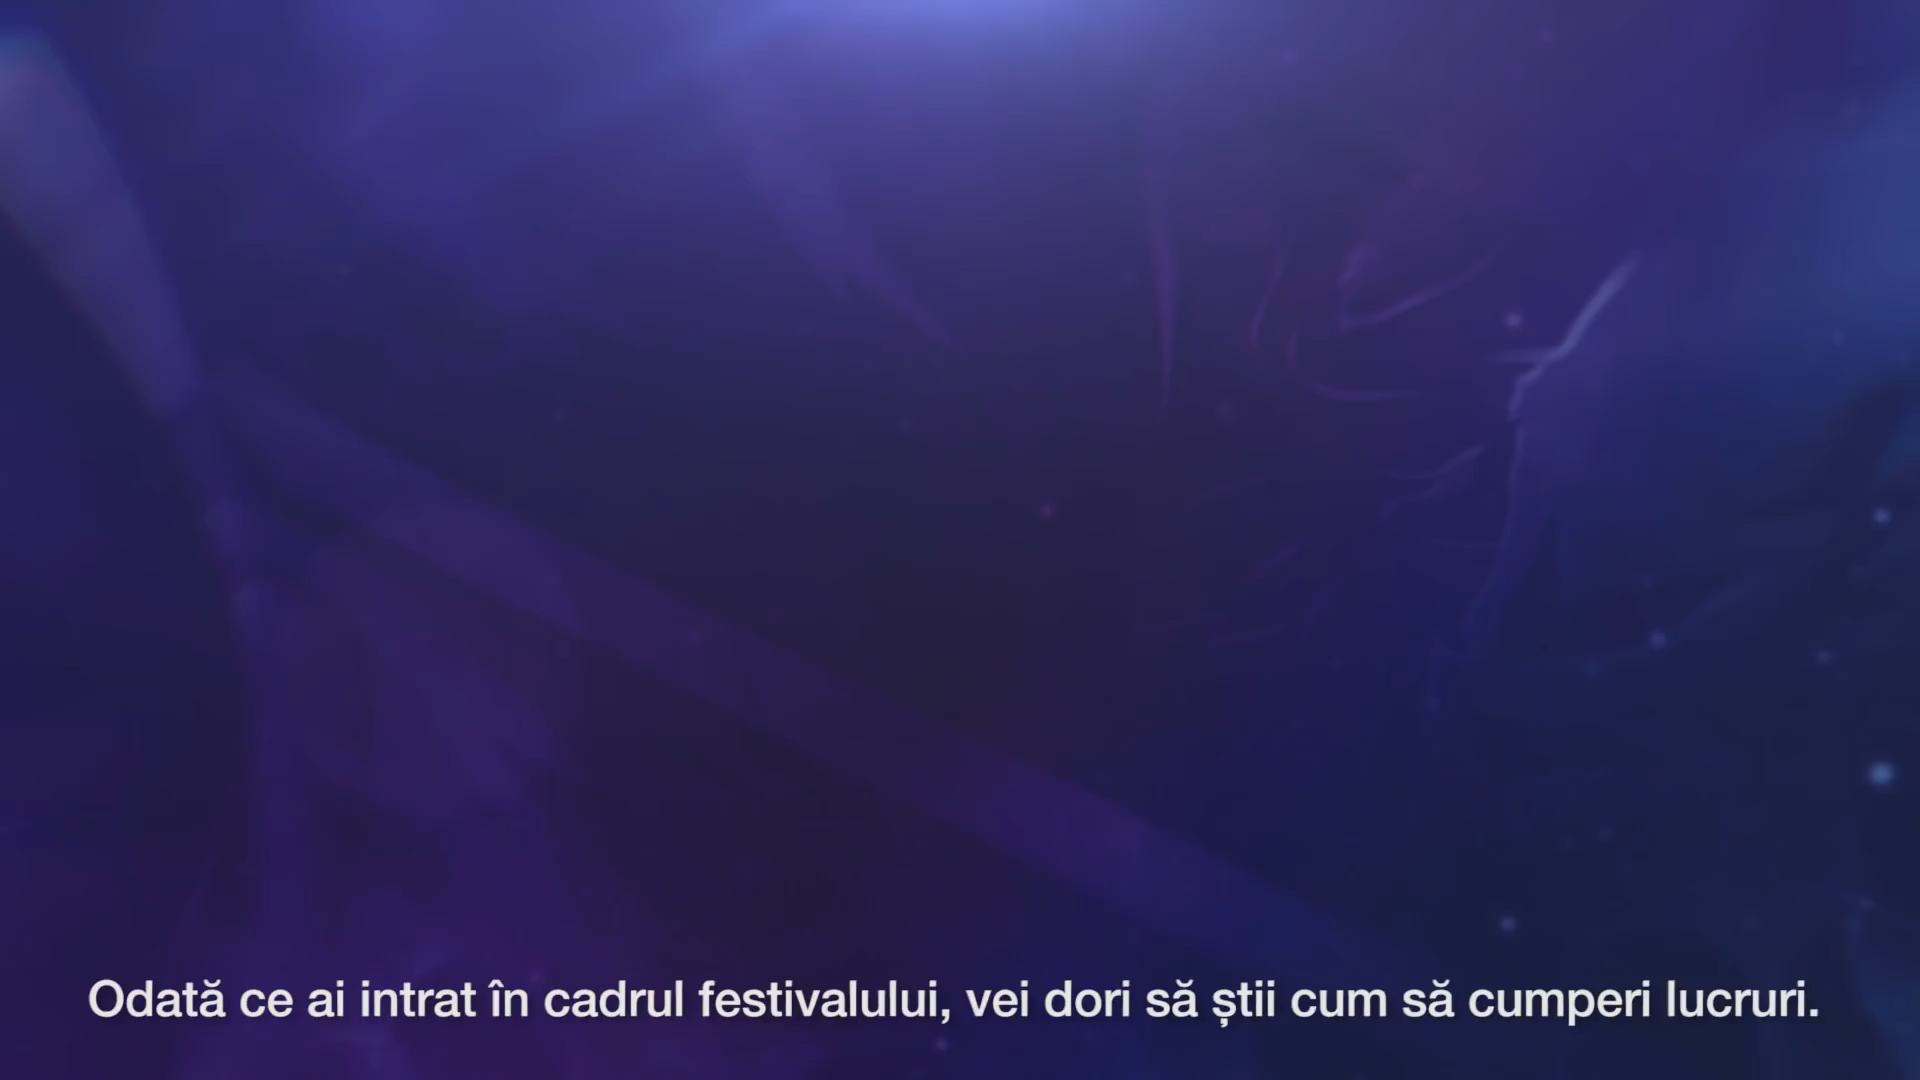 Odată ce ai intrat în cadrul festivalului, vei dori să știi cum să cumperi lucruri.